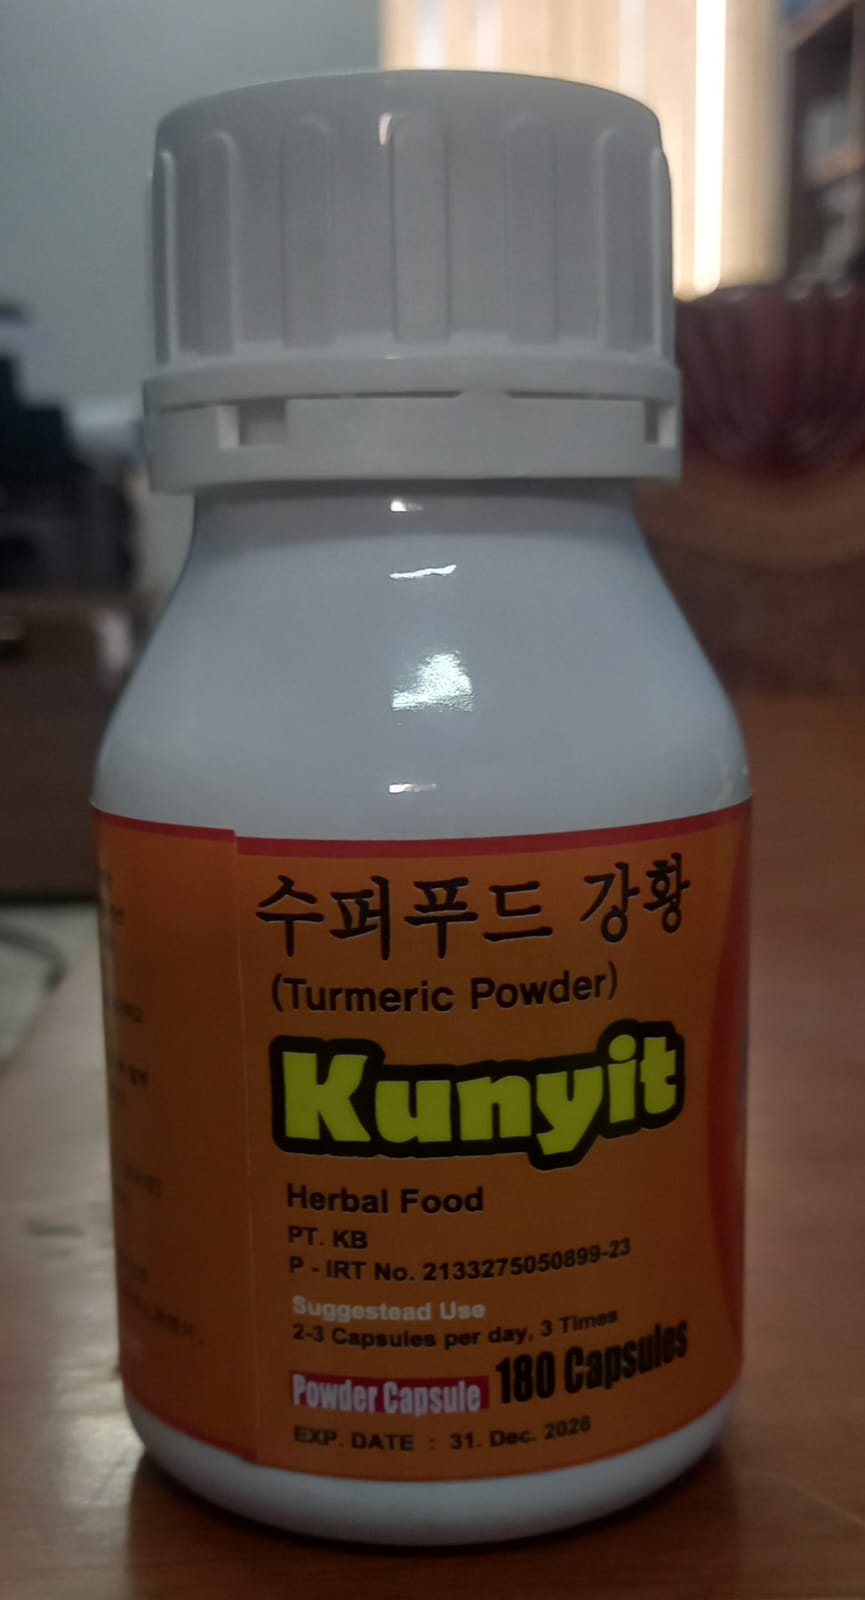 수퍼푸드 강황
(Turmeric Powder)
Kunyit
Herbal Food
PT. KB
P - IRT No. 2133275050899-23
Suggestead Use
2-3 Capsules per day, 3 Times
Powder Capsule 180 Capsules
EXP. DATE : 31. Dec. 2026